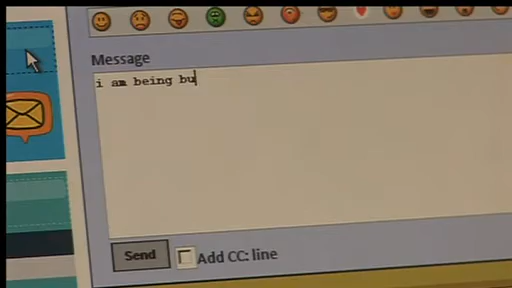 Message
i am being bu
Send
Add CC: line